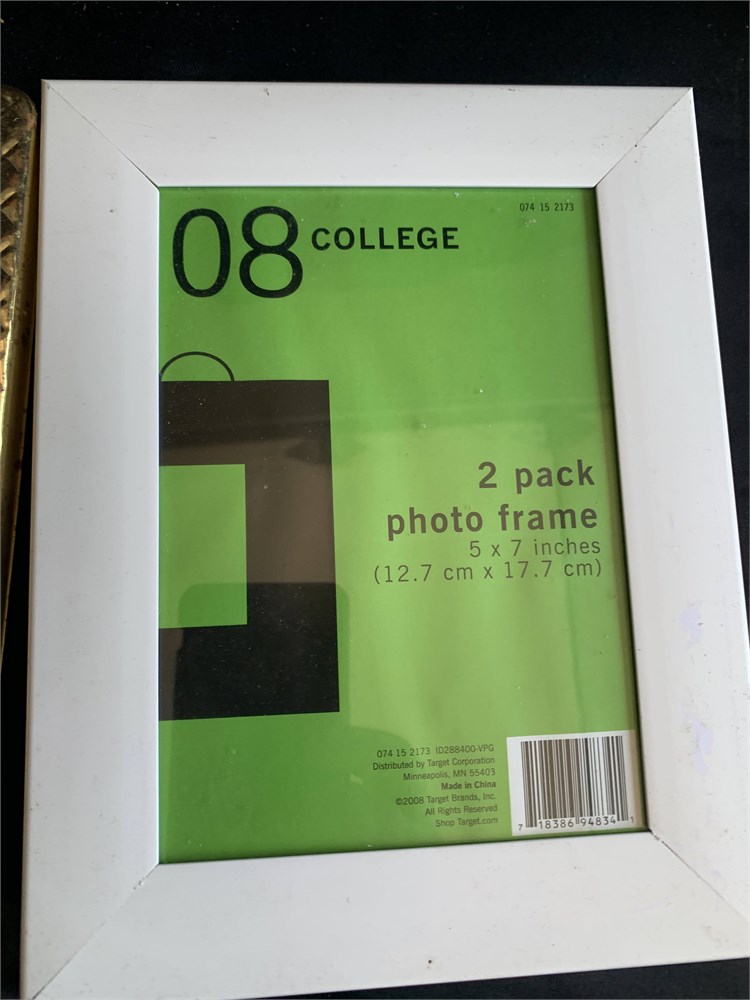 074 15 2173
08 COLLEGE
2 pack
photo frame
5 x 7 inches
(12.7 cm x 17.7 cm)
074 15 2173 ID288400-VPG
Distributed by Target Corporation
Minneapolis, MN 55403
Made in China
©2008 Target Brands, Inc.
All Rights Reserved
Shop Target.com
7 18386 94834 1